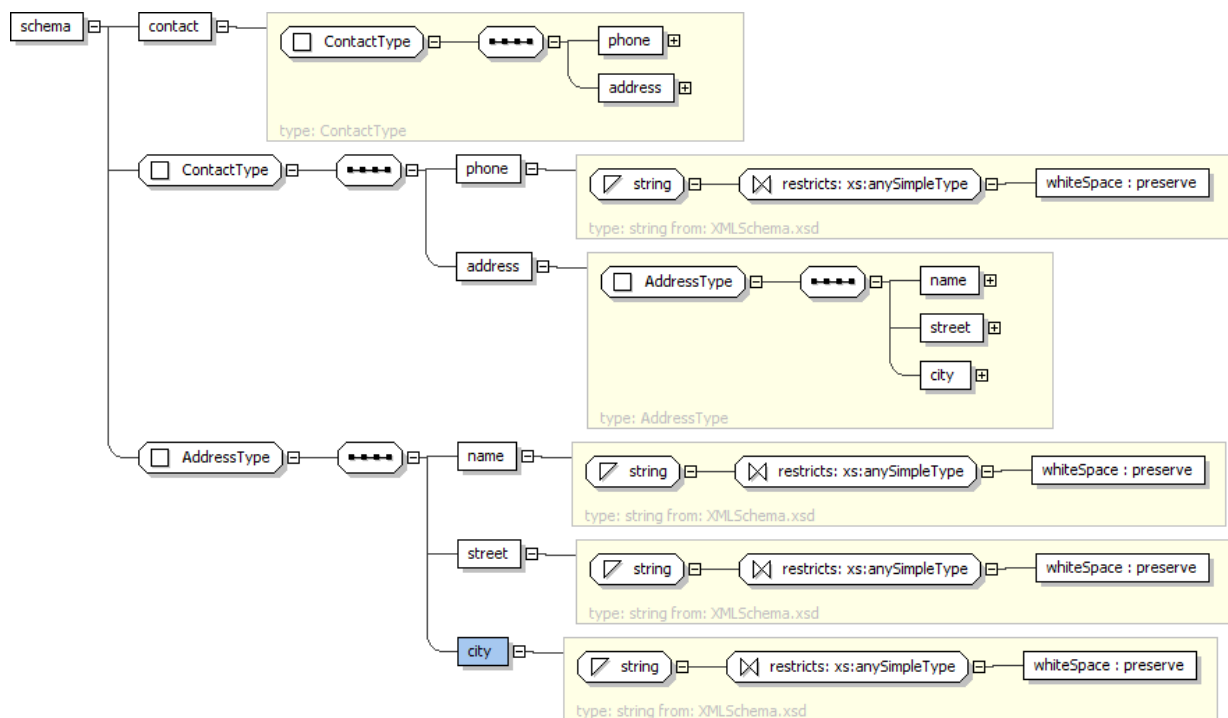 schema
contact
ContactType
phone
address
type: ContactType
ContactType
phone
string
restricts: xs:anySimpleType
whiteSpace : preserve
type: string from: XMLSchema.xsd
address
AddressType
name
street
city
type: AddressType
AddressType
name
string
restricts: xs:anySimpleType
whiteSpace : preserve
type: string from: XMLSchema.xsd
street
string
restricts: xs:anySimpleType
whiteSpace : preserve
type: string from: XMLSchema.xsd
city
string
restricts: xs:anySimpleType
whiteSpace : preserve
type: string from: XMLSchema.xsd